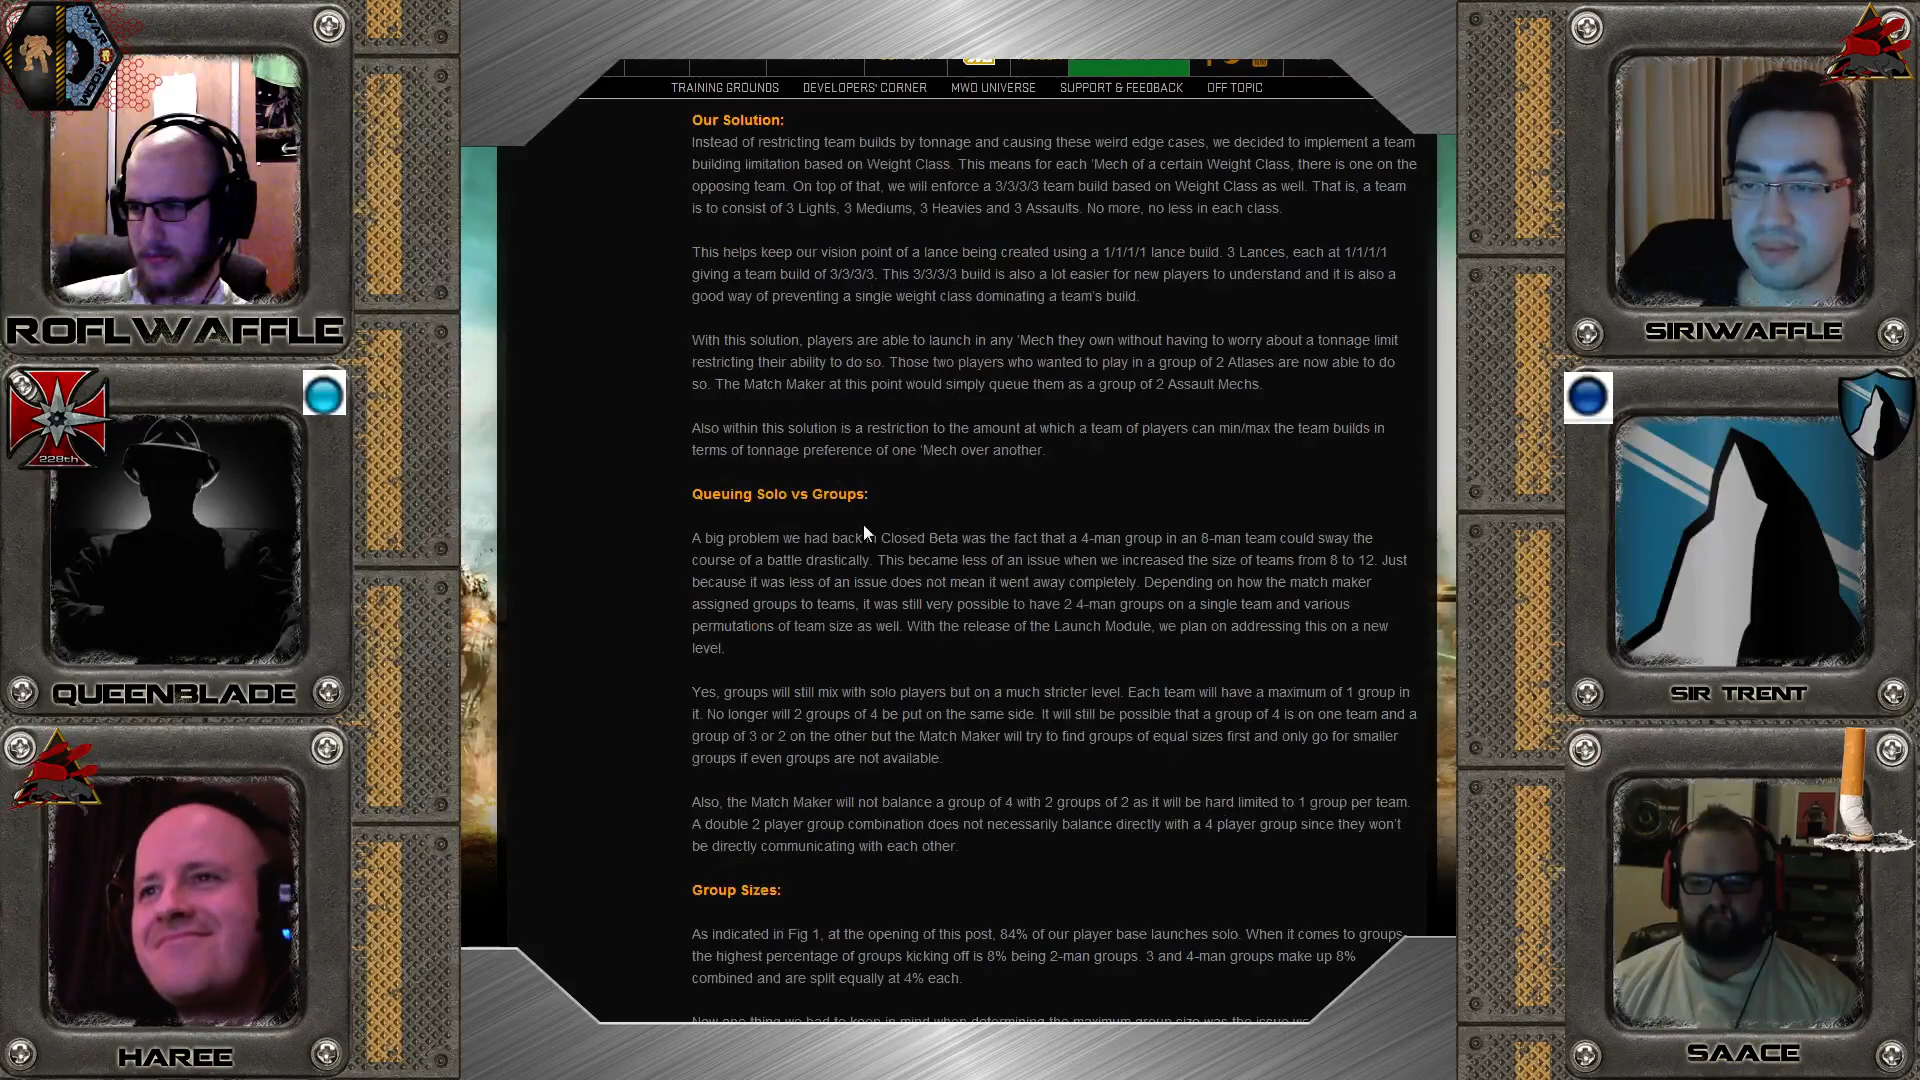 WAR ROOM
ROFLWAFFLE
228th
QUEENBLADE
HAREE
TRAINING GROUNDS DEVELOPERS' CORNER MWO UNIVERSE SUPPORT & FEEDBACK OFF TOPIC
Our Solution:
Instead of restricting team builds by tonnage and causing these weird edge cases, we decided to implement a team
building limitation based on Weight Class. This means for each 'Mech of a certain Weight Class, there is one on the
opposing team. On top of that, we will enforce a 3/3/3/3 team build based on Weight Class as well. That is, a team
is to consist of 3 Lights, 3 Mediums, 3 Heavies and 3 Assaults. No more, no less in each class.
This helps keep our vision point of a lance being created using a 1/1/1/1 lance build. 3 Lances, each at 1/1/1/1
giving a team build of 3/3/3/3. This 3/3/3/3 build is also a lot easier for new players to understand and it is also a
good way of preventing a single weight class dominating a team's build.
With this solution, players are able to launch in any 'Mech they own without having to worry about a tonnage limit
restricting their ability to do so. Those two players who wanted to play in a group of 2 Atlases are now able to do
so. The Match Maker at this point would simply queue them as a group of 2 Assault Mechs.
Also within this solution is a restriction to the amount at which a team of players can min/max the team builds in
terms of tonnage preference of one 'Mech over another.
Queuing Solo vs Groups:
A big problem we had back in Closed Beta was the fact that a 4-man group in an 8-man team could sway the
course of a battle drastically. This became less of an issue when we increased the size of teams from 8 to 12. Just
because it was less of an issue does not mean it went away completely. Depending on how the match maker
assigned groups to teams, it was still very possible to have 2 4-man groups on a single team and various
permutations of team size as well. With the release of the Launch Module, we plan on addressing this on a new
level.
Yes, groups will still mix with solo players but on a much stricter level. Each team will have a maximum of 1 group in
it. No longer will 2 groups of 4 be put on the same side. It will still be possible that a group of 4 is on one team and a
group of 3 or 2 on the other but the Match Maker will try to find groups of equal sizes first and only go for smaller
groups if even groups are not available.
Also, the Match Maker will not balance a group of 4 with 2 groups of 2 as it will be hard limited to 1 group per team.
A double 2 player group combination does not necessarily balance directly with a 4 player group since they won't
be directly communicating with each other.
Group Sizes:
As indicated in Fig 1, at the opening of this post, 84% of our player base launches solo. When it comes to groups
the highest percentage of groups kicking off is 8% being 2-man groups. 3 and 4-man groups make up 8%
combined and are split equally at 4% each.
Now one thing we had to keep in mind when determining the maximum group size was the issue we
SIRIWAFFLE
SIR TRENT
SAACE